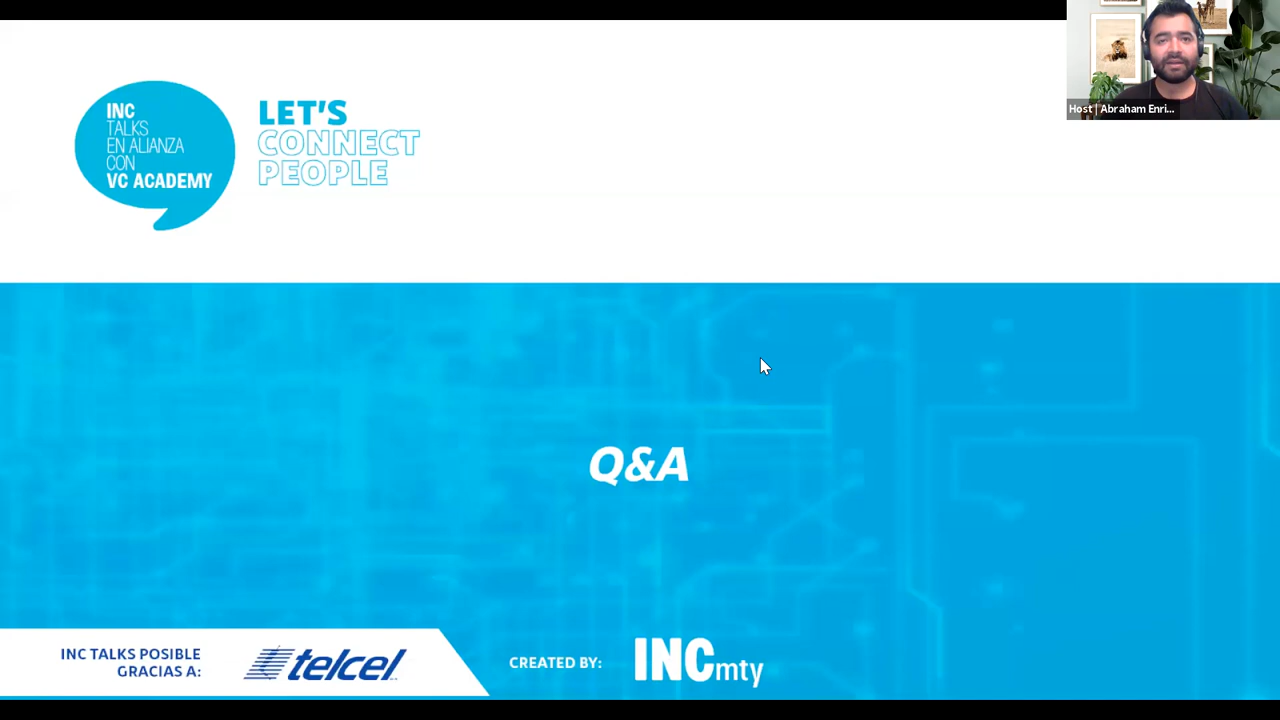 INC
TALKS
EN ALIANZA
CON
VC ACADEMY
LET'S
CONNECT
PEOPLE
Host | Abraham Enri...
Q&A
INC TALKS POSIBLE
GRACIAS A:
telcel
CREATED BY:
INCmty